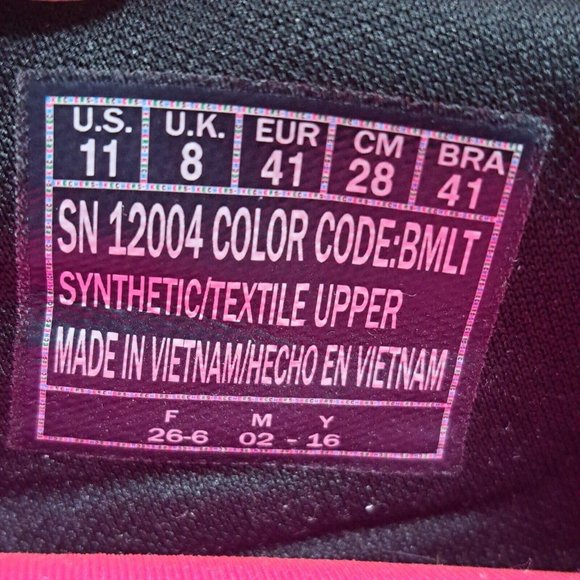 U.S. U.K. EUR CM BRA
11 8 41 28 41
SN 12004 COLOR CODE:BMLT
SYNTHETIC/TEXTILE UPPER
MADE IN VIETNAM/HECHO EN VIETNAM
F M Y
26-6 02 - 16